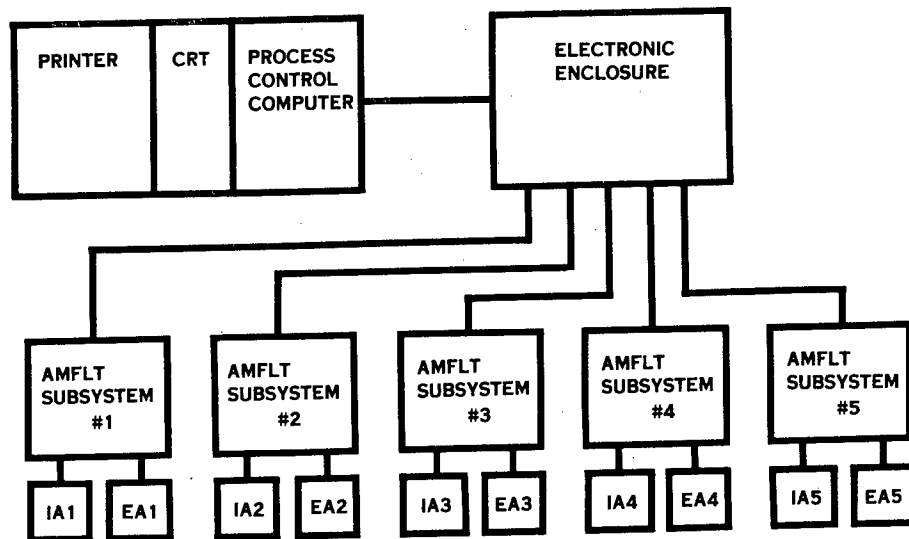 PRINTER
CRT
PROCESS
CONTROL
COMPUTER
ELECTRONIC
ENCLOSURE
AMFLT
SUBSYSTEM
#1
AMFLT
SUBSYSTEM
#2
AMFLT
SUBSYSTEM
#3
AMFLT
SUBSYSTEM
#4
AMFLT
SUBSYSTEM
#5
IA1
EA1
IA2
EA2
IA3
EA3
IA4
EA4
IA5
EA5